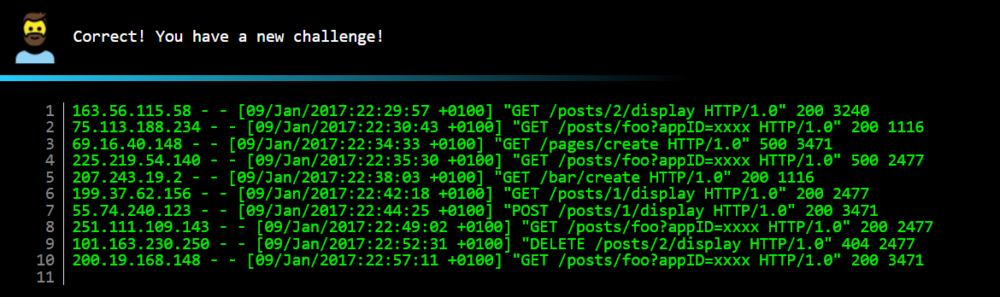 Correct! You have a new challenge!
1 163.56.115.58 - - [09/Jan/2017:22:29:57 +0100] "GET /posts/2/display HTTP/1.0" 200 3240
2 75.113.188.234 - - [09/Jan/2017:22:30:43 +0100] "GET /posts/foo?appID=xxxx HTTP/1.0" 200 1116
3 69.16.40.148 - - [09/Jan/2017:22:34:33 +0100] "GET /pages/create HTTP/1.0" 500 3471
4 225.219.54.140 - - [09/Jan/2017:22:35:30 +0100] "GET /posts/foo?appID=xxxx HTTP/1.0" 500 2477
5 207.243.19.2 - - [09/Jan/2017:22:38:03 +0100] "GET /bar/create HTTP/1.0" 200 1116
6 199.37.62.156 - - [09/Jan/2017:22:42:18 +0100] "GET /posts/1/display HTTP/1.0" 200 2477
7 55.74.240.123 - - [09/Jan/2017:22:44:25 +0100] "POST /posts/1/display HTTP/1.0" 200 3471
8 251.111.109.143 - - [09/Jan/2017:22:49:02 +0100] "GET /posts/foo?appID=xxxx HTTP/1.0" 200 2477
9 101.163.230.250 - - [09/Jan/2017:22:52:31 +0100] "DELETE /posts/2/display HTTP/1.0" 404 2477
10 200.19.168.148 - - [09/Jan/2017:22:57:11 +0100] "GET /posts/foo?appID=xxxx HTTP/1.0" 200 3471
11